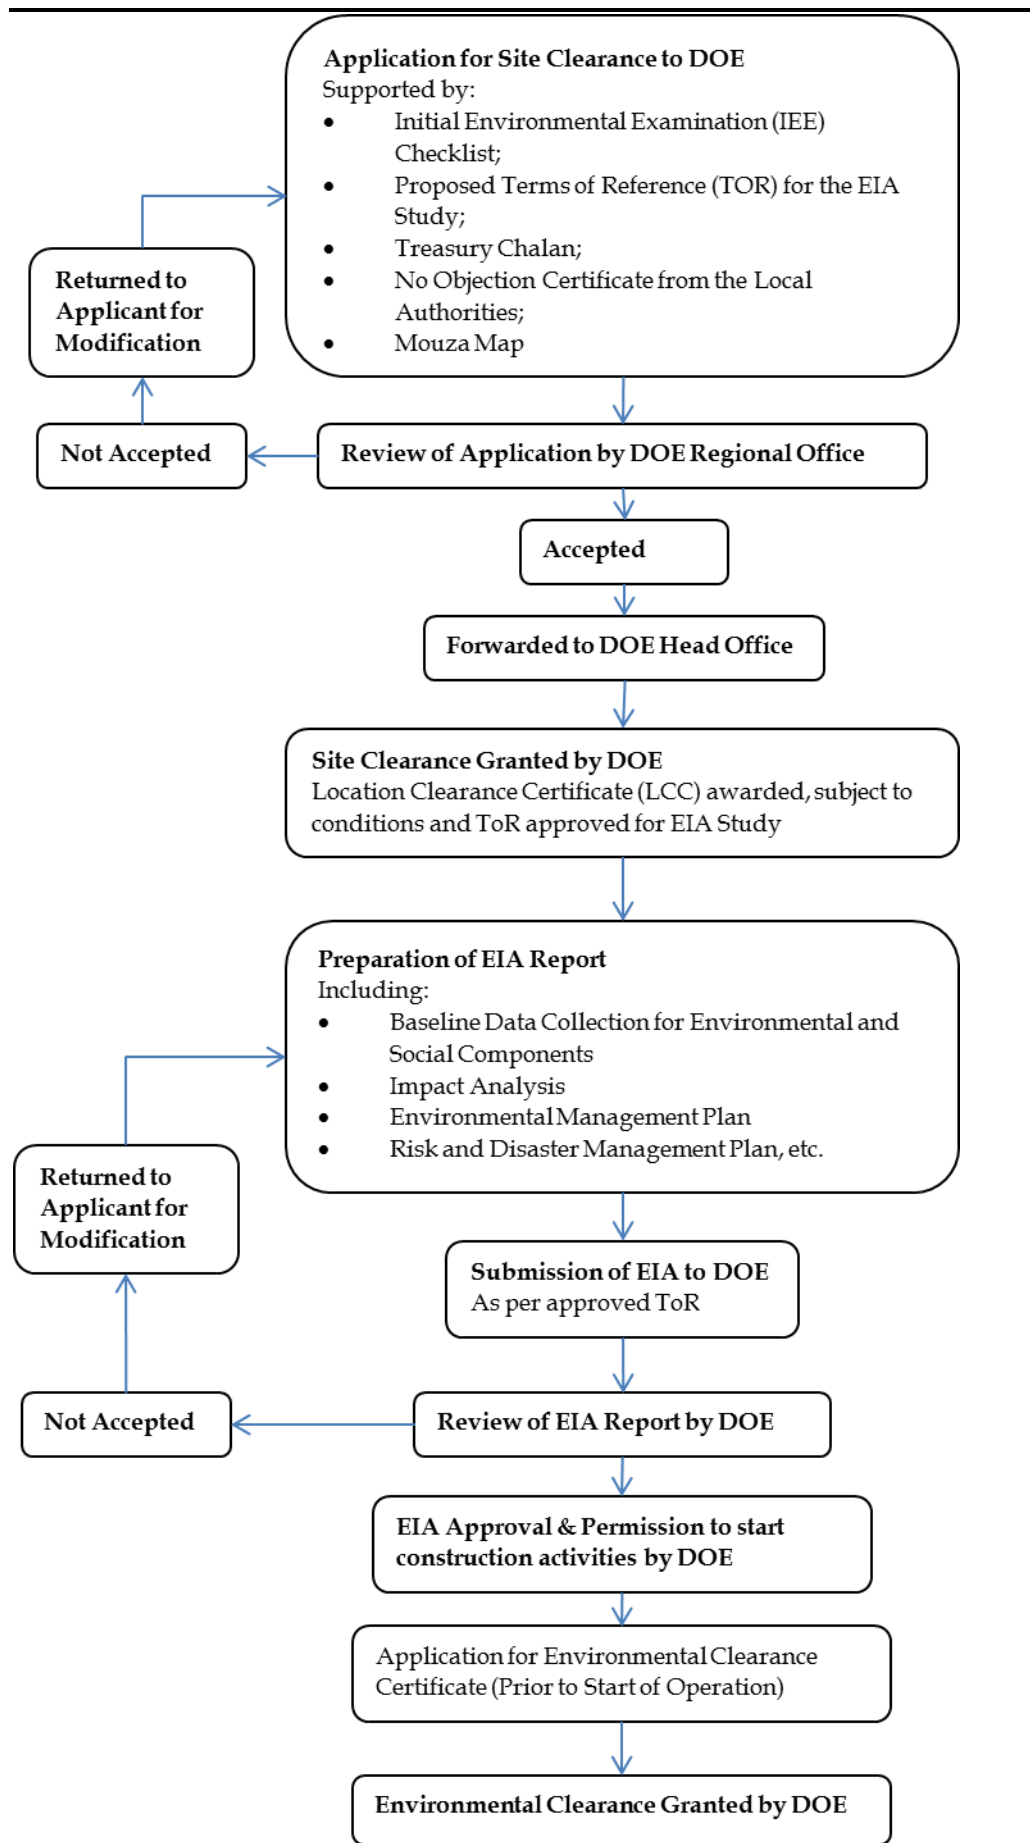 Application for Site Clearance to DOE
Supported by:
• Initial Environmental Examination (IEE)
Checklist;
• Proposed Terms of Reference (TOR) for the EIA
Study;
• Treasury Chalan;
• No Objection Certificate from the Local
Authorities;
• Mouza Map
Returned to
Applicant for
Modification
Not Accepted
Review of Application by DOE Regional Office
Accepted
Forwarded to DOE Head Office
Site Clearance Granted by DOE
Location Clearance Certificate (LCC) awarded, subject to
conditions and ToR approved for EIA Study
Preparation of EIA Report
Including:
• Baseline Data Collection for Environmental and
Social Components
• Impact Analysis
• Environmental Management Plan
• Risk and Disaster Management Plan, etc.
Returned to
Applicant for
Modification
Submission of EIA to DOE
As per approved ToR
Not Accepted
Review of EIA Report by DOE
EIA Approval & Permission to start
construction activities by DOE
Application for Environmental Clearance
Certificate (Prior to Start of Operation)
Environmental Clearance Granted by DOE